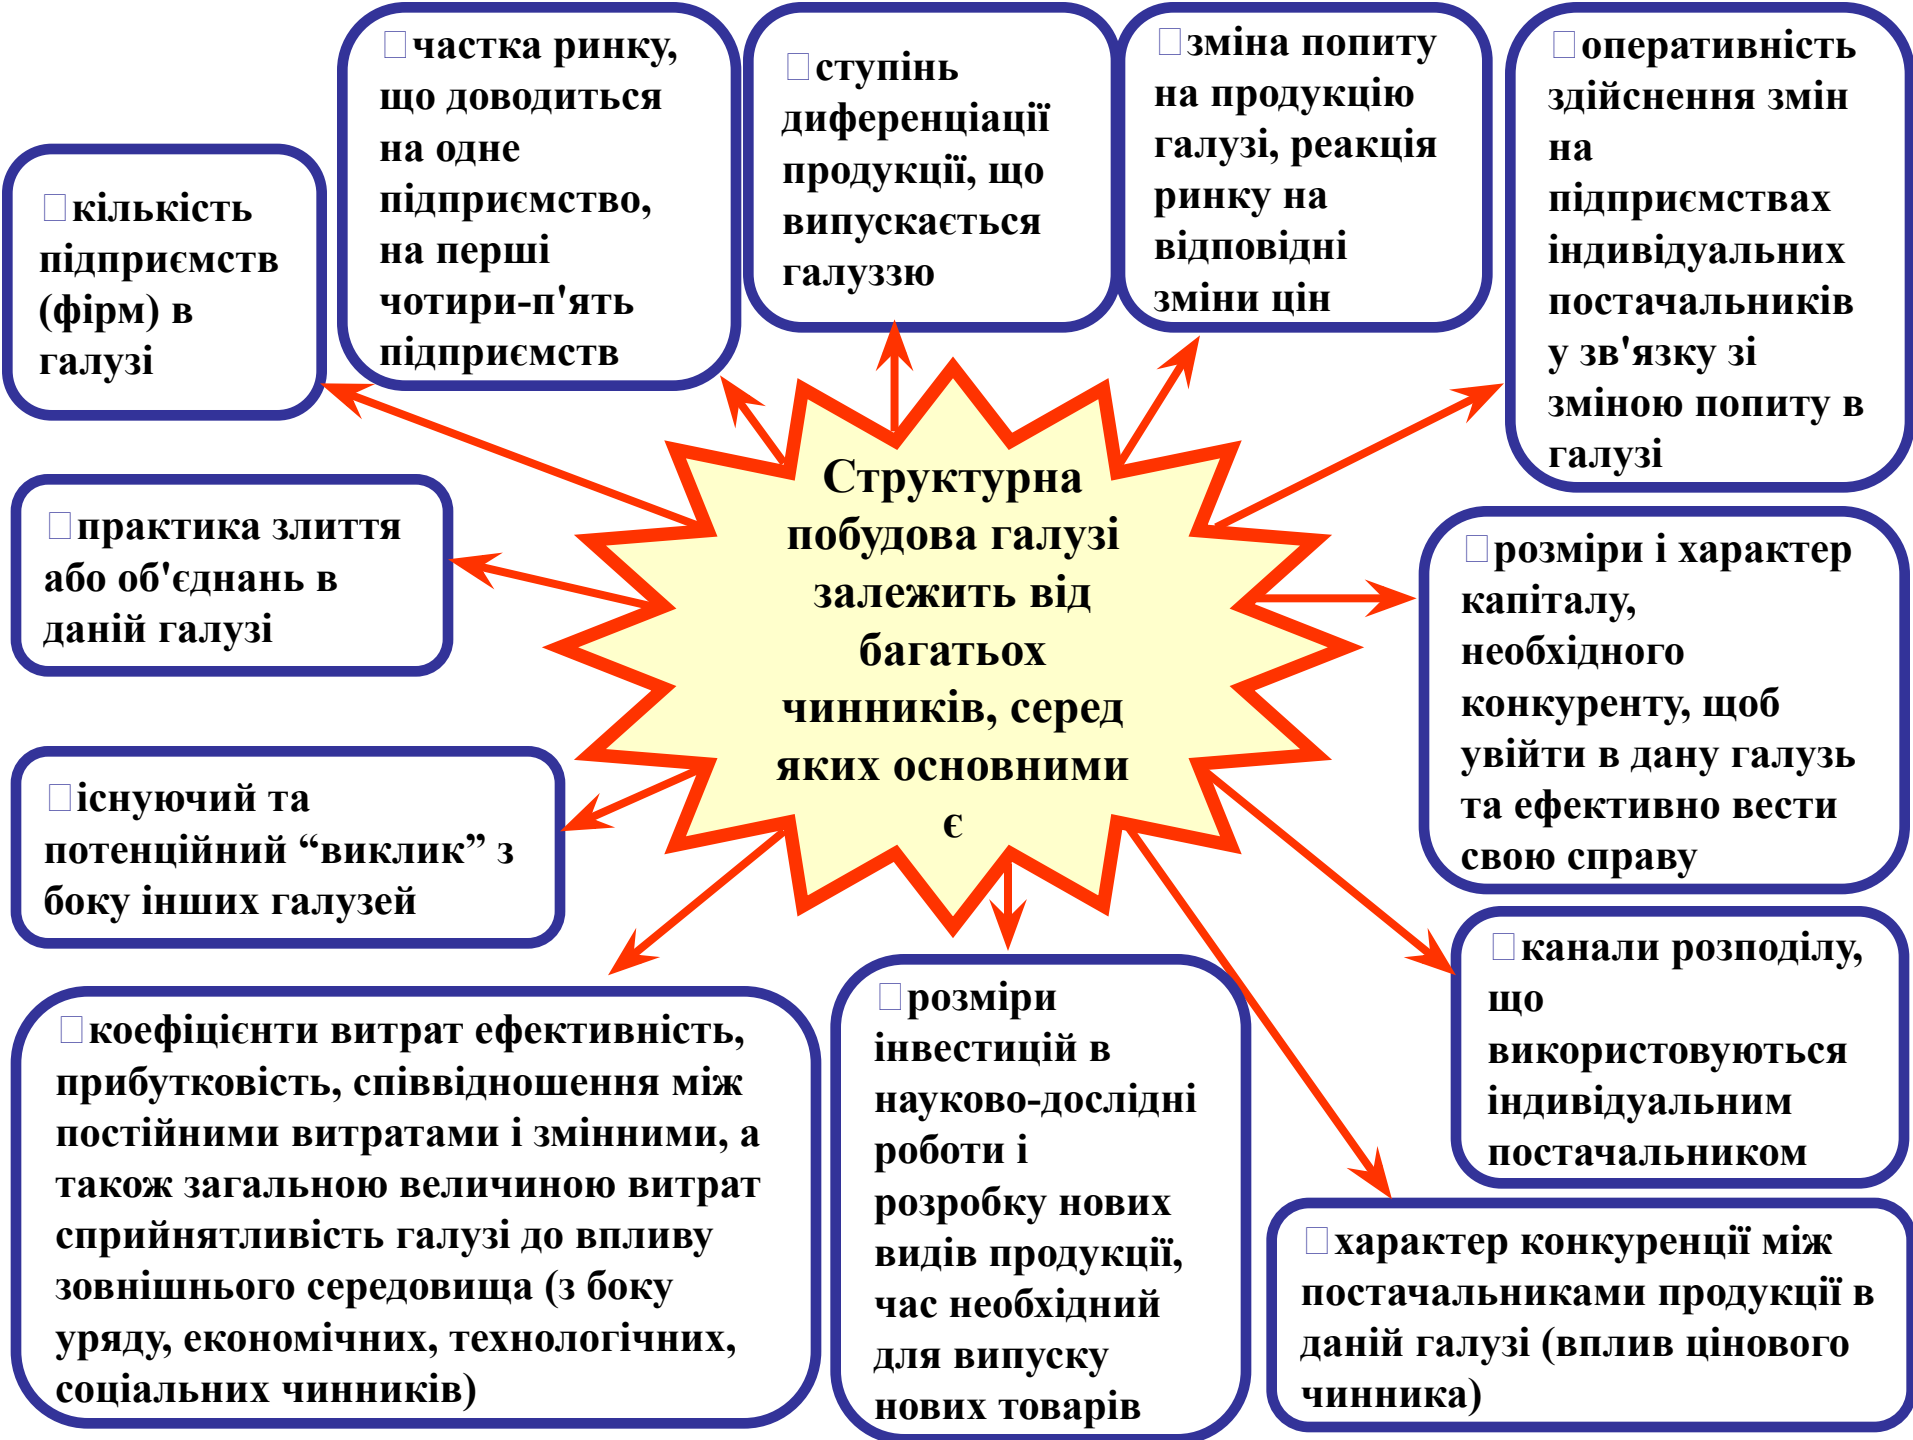 кількість
підприємств
(фірм) в
галузі
частка ринку,
що доводиться
на одне
підприємство,
на перші
чотири-п'ять
підприємств
ступінь
диференціації
продукції, що
випускається
галуззю
зміна попиту
на продукцію
галузі, реакція
ринку на
відповідні
зміни цін
оперативність
здійснення змін
на
підприємствах
індивідуальних
постачальників
у зв'язку зі
зміною попиту в
галузі
Структурна
побудова галузі
залежить від
багатьох
чинників, серед
яких основними
є
практика злиття
або об'єднань в
даній галузі
розміри і характер
капіталу,
необхідного
конкуренту, щоб
увійти в дану галузь
та ефективно вести
свою справу
існуючий та
потенційний “виклик” з
боку інших галузей
канали розподілу,
що
використовуються
індивідуальним
постачальником
коефіцієнти витрат ефективність,
прибутковість, співвідношення між
постійними витратами і змінними, а
також загальною величиною витрат
сприйнятливість галузі до впливу
зовнішнього середовища (з боку
уряду, економічних, технологічних,
соціальних чинників)
розміри
інвестицій в
науково-дослідні
роботи і
розробку нових
видів продукції,
час необхідний
для випуску
нових товарів
характер конкуренції між
постачальниками продукції в
даній галузі (вплив цінового
чинника)